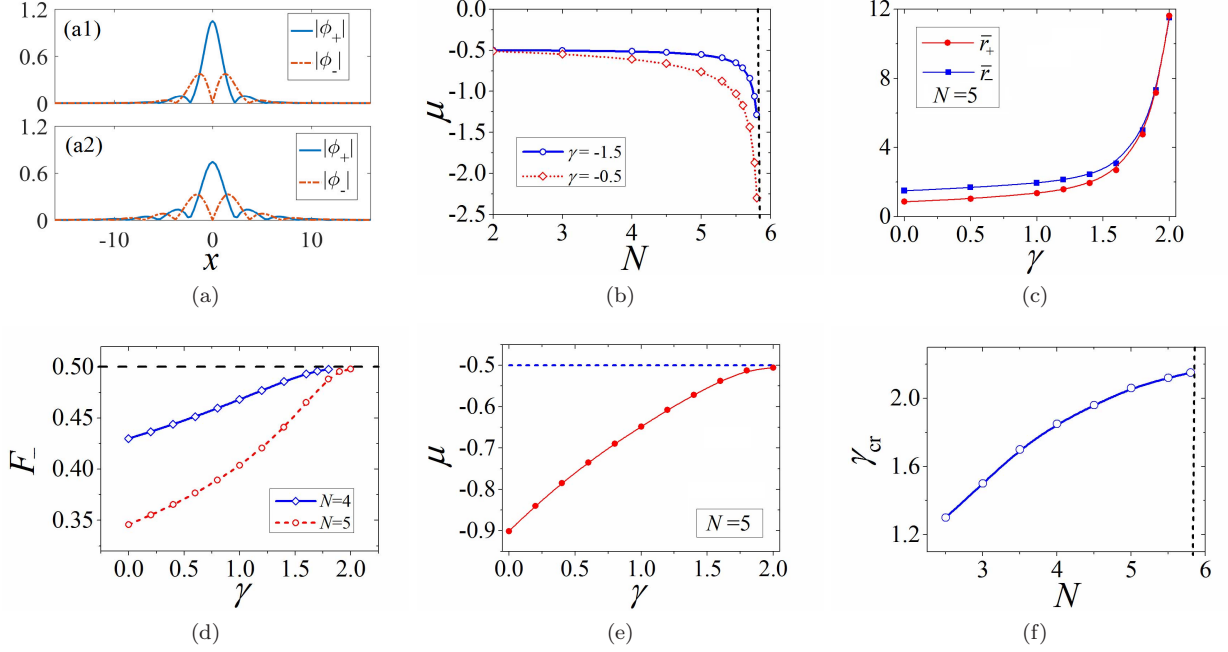 (a1)
|ϕ₊|
|ϕ₋|
1.2
0.6
0
(a2)
|ϕ₊|
|ϕ₋|
1.2
0.6
0
-10 0 10
x
(a)
0.0
-0.5
-1.0
-1.5
-2.0
-2.5
μ
γ = -1.5
γ = -0.5
2 3 4 5 6
N
(b)
12
8
4
0
r̄₊
r̄₋
N =5
0.0 0.5 1.0 1.5 2.0
γ
(c)
0.50
0.45
0.40
0.35
F₋
N=4
N=5
0.0 0.5 1.0 1.5 2.0
γ
(d)
-0.5
-0.6
-0.7
-0.8
-0.9
μ
N =5
0.0 0.4 0.8 1.2 1.6 2.0
γ
(e)
2.0
1.6
1.2
γcr
3 4 5 6
N
(f)